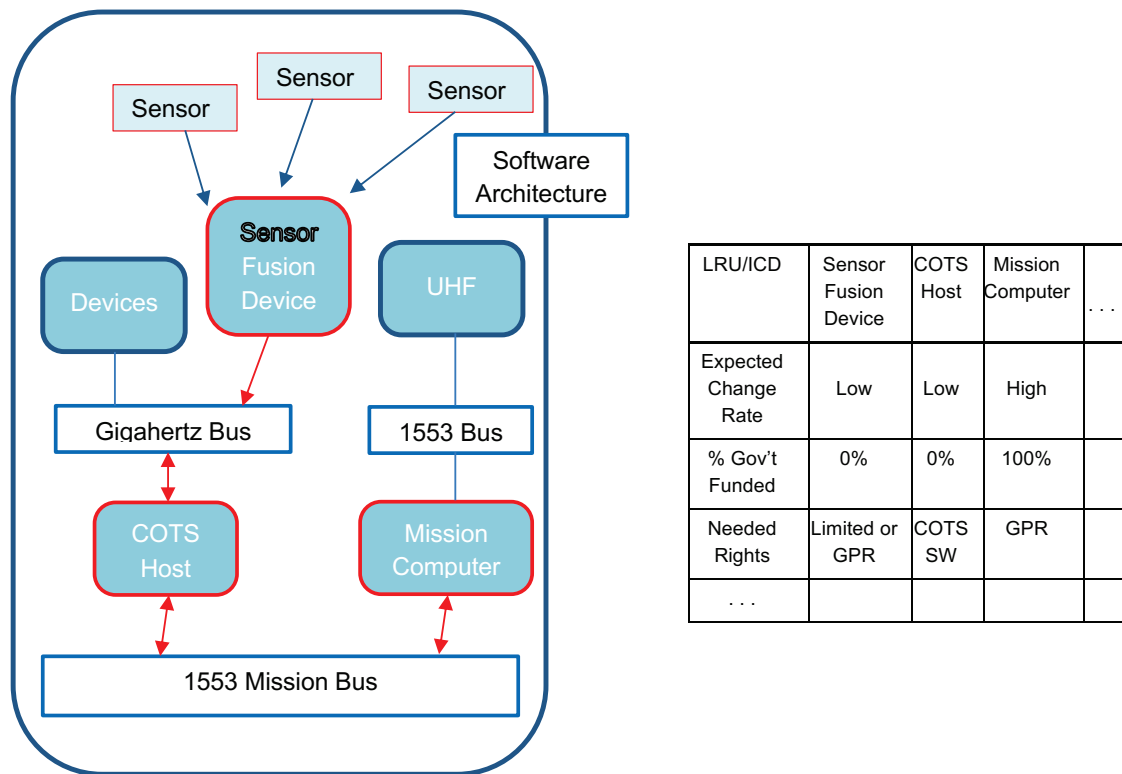 Sensor
Sensor
Sensor
Software
Architecture
Sensor
Fusion
Device
Devices
UHF
Gigahertz Bus
1553 Bus
COTS
Host
Mission
Computer
1553 Mission Bus
LRU/ICD
Sensor
Fusion
Device
COTS
Host
Mission
Computer
. . .
Expected
Change
Rate
Low
Low
High
% Gov't
Funded
0%
0%
100%
Needed
Rights
Limited or
GPR
COTS
SW
GPR
. . .